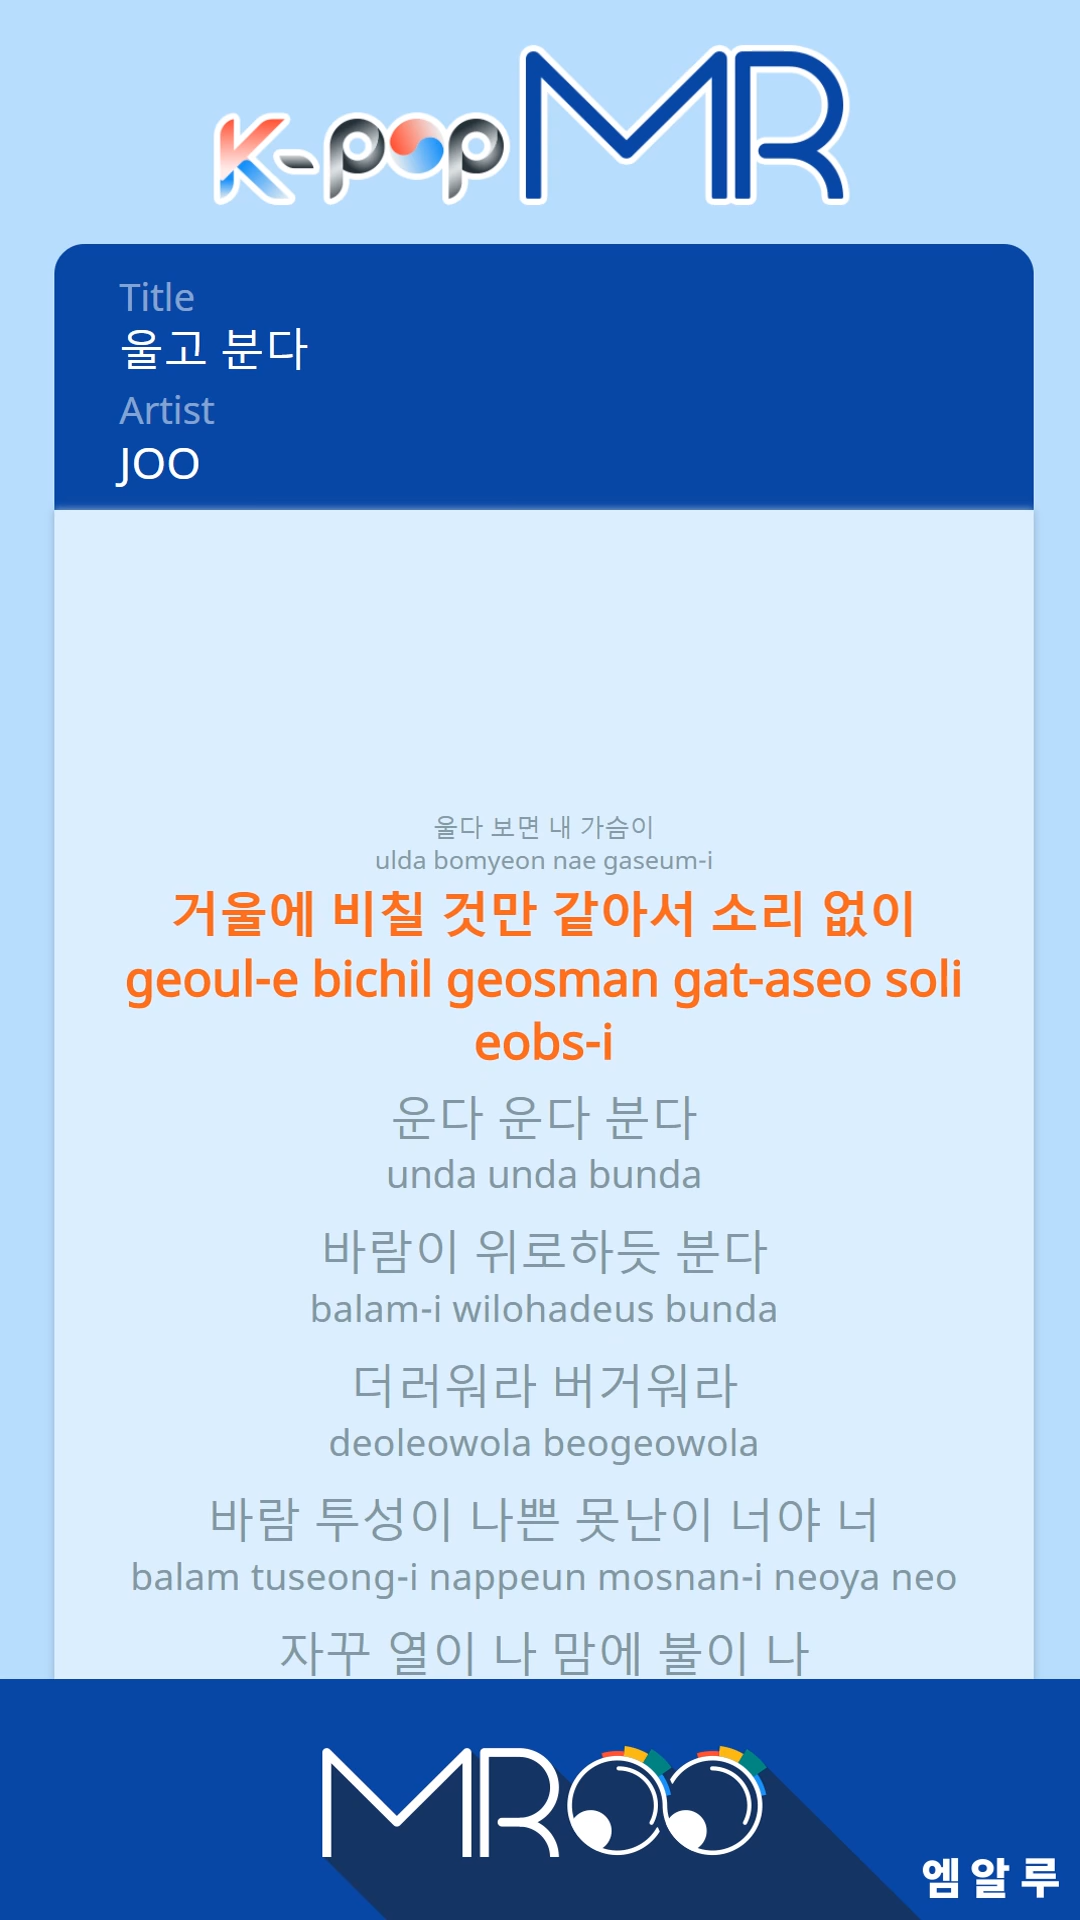 K-pop MR
Title
울고 분다
Artist
JOO
울다 보면 내 가슴이
ulda bomyeon nae gaseum-i
거울에 비칠 것만 같아서 소리 없이
geoul-e bichil geosman gat-aseo soli
eobs-i
운다 운다 분다
unda unda bunda
바람이 위로하듯 분다
balam-i wilohadeus bunda
더러워라 버거워라
deoleowola beogeowola
바람 투성이 나쁜 못난이 너야 너
balam tuseong-i nappeun mosnan-i neoya neo
자꾸 열이 나 맘에 불이 나
MROO
엠알루